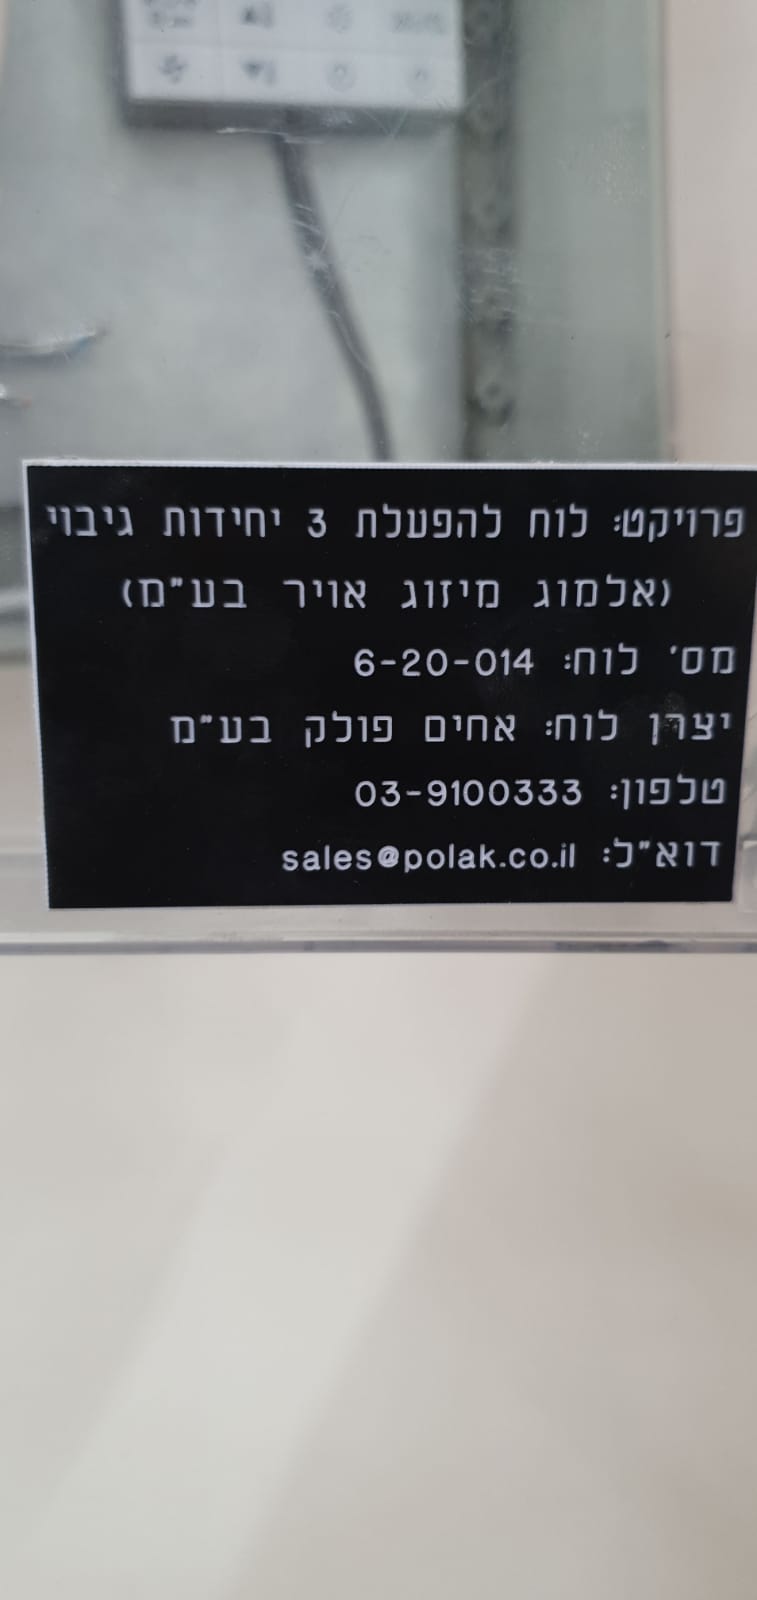 פרויקט: לוח להפעלת 3 יחידות גיבוי
(אלמוג מיזוג אויר בע"מ)
מס' לוח: 6-20-014
יצרן לוח: אחים פולק בע"מ
טלפון: 03-9100333
דוא"ל: sales@polak.co.il